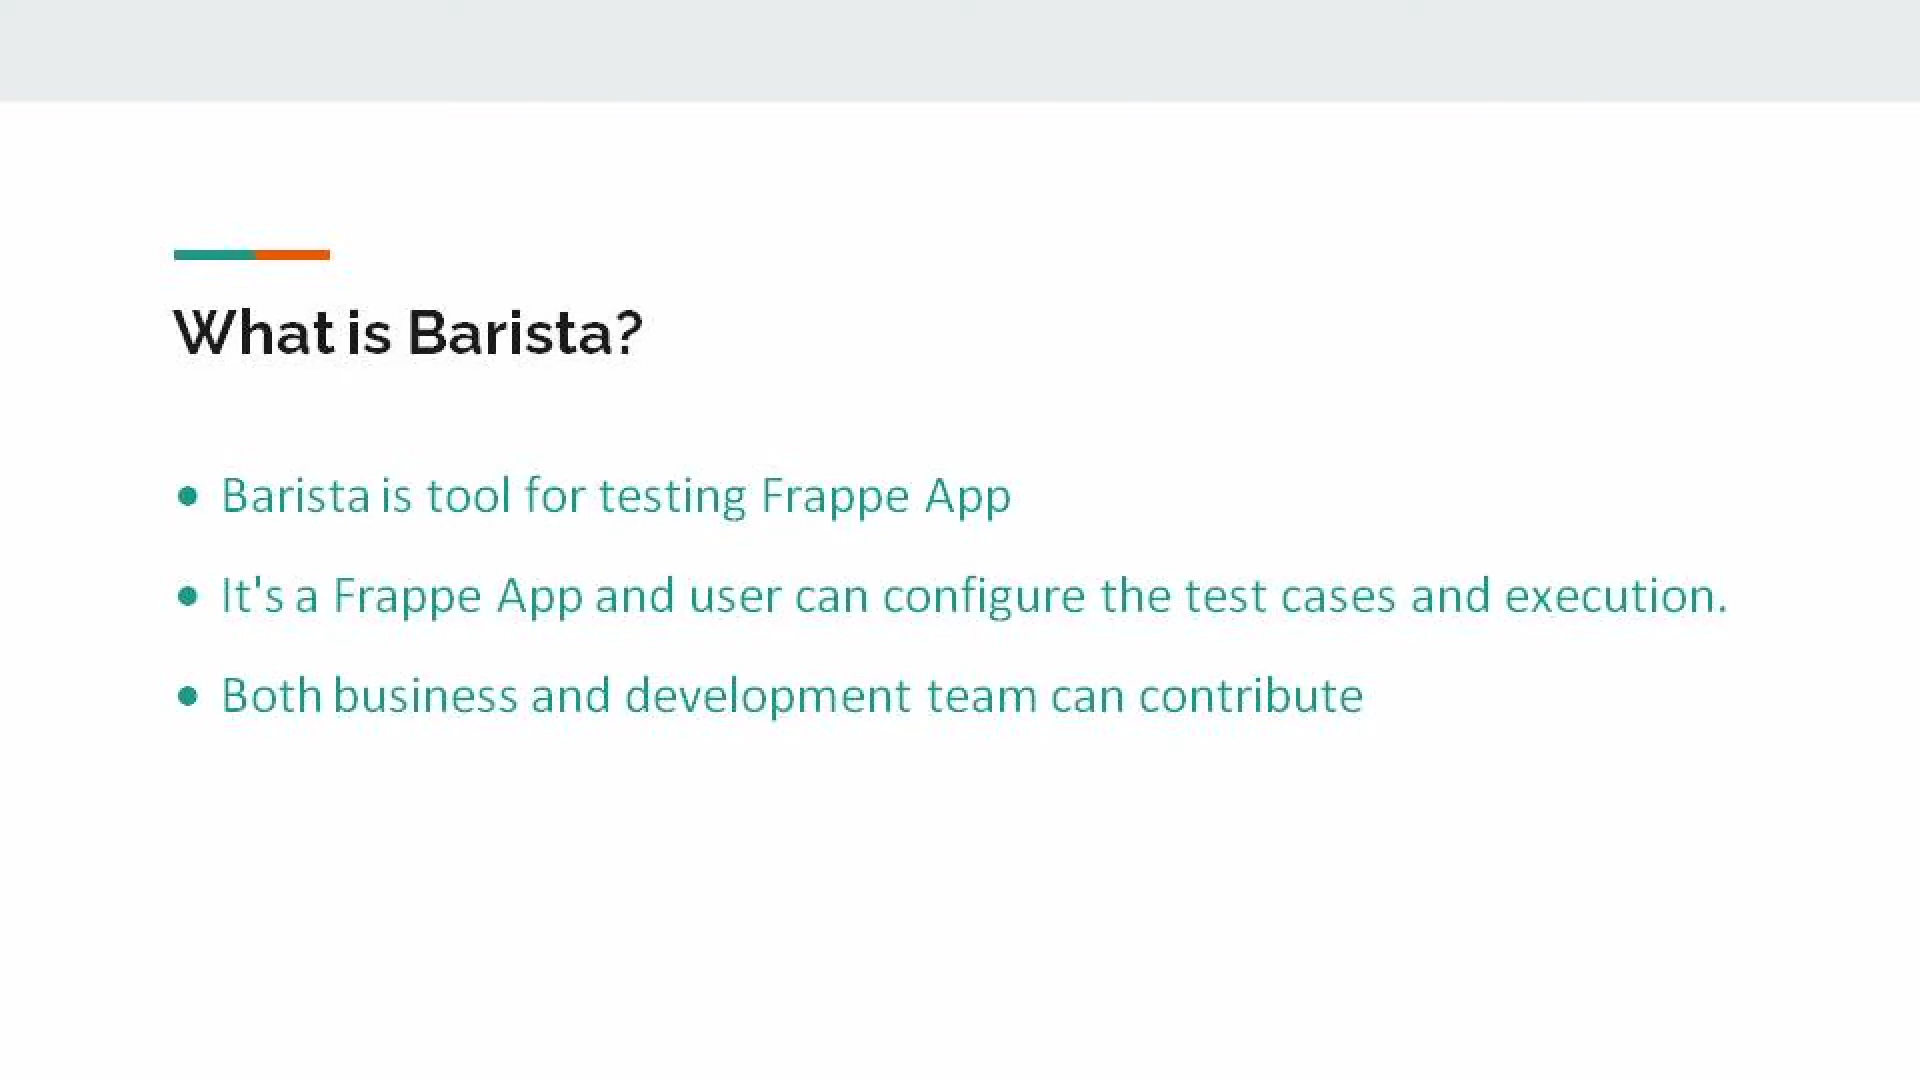 What is Barista?
● Barista is tool for testing Frappe App
● It's a Frappe App and user can configure the test cases and execution.
● Both business and development team can contribute